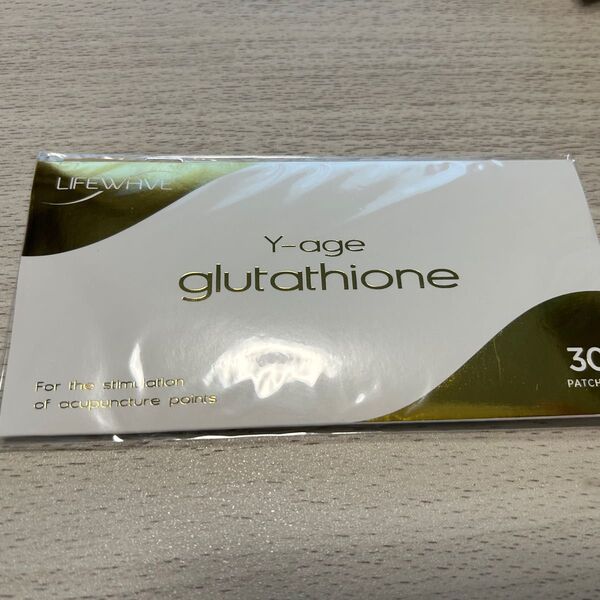 LIFEWAVE
Y-age
glutathione
For the stimulation
of acupuncture points
30
PATCH